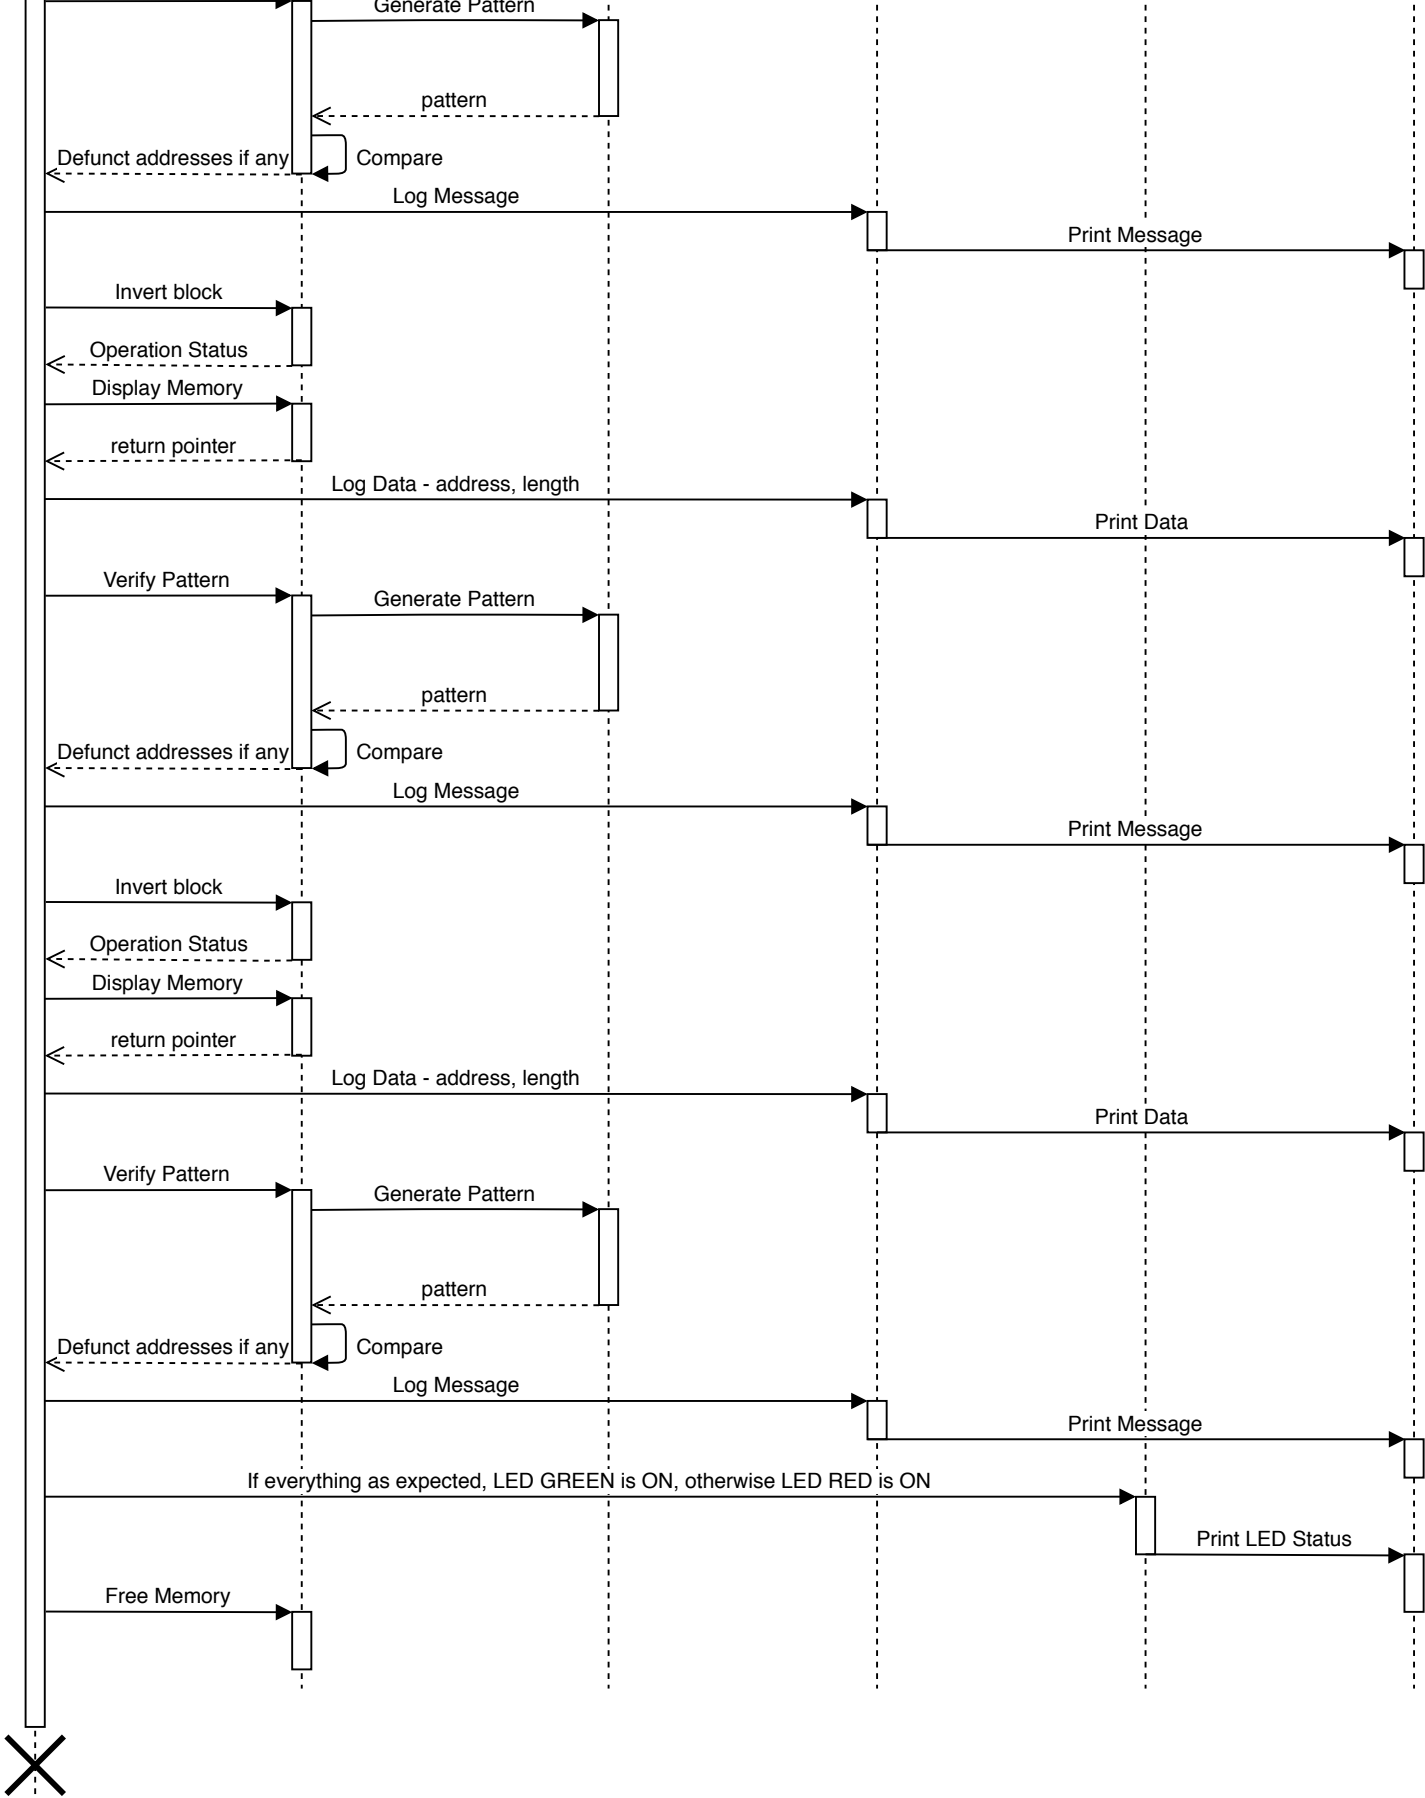 Generate Pattern
pattern
Defunct addresses if any
Compare
Log Message
Print Message
Invert block
Operation Status
Display Memory
return pointer
Log Data - address, length
Print Data
Verify Pattern
Generate Pattern
pattern
Defunct addresses if any
Compare
Log Message
Print Message
Invert block
Operation Status
Display Memory
return pointer
Log Data - address, length
Print Data
Verify Pattern
Generate Pattern
pattern
Defunct addresses if any
Compare
Log Message
Print Message
If everything as expected, LED GREEN is ON, otherwise LED RED is ON
Print LED Status
Free Memory